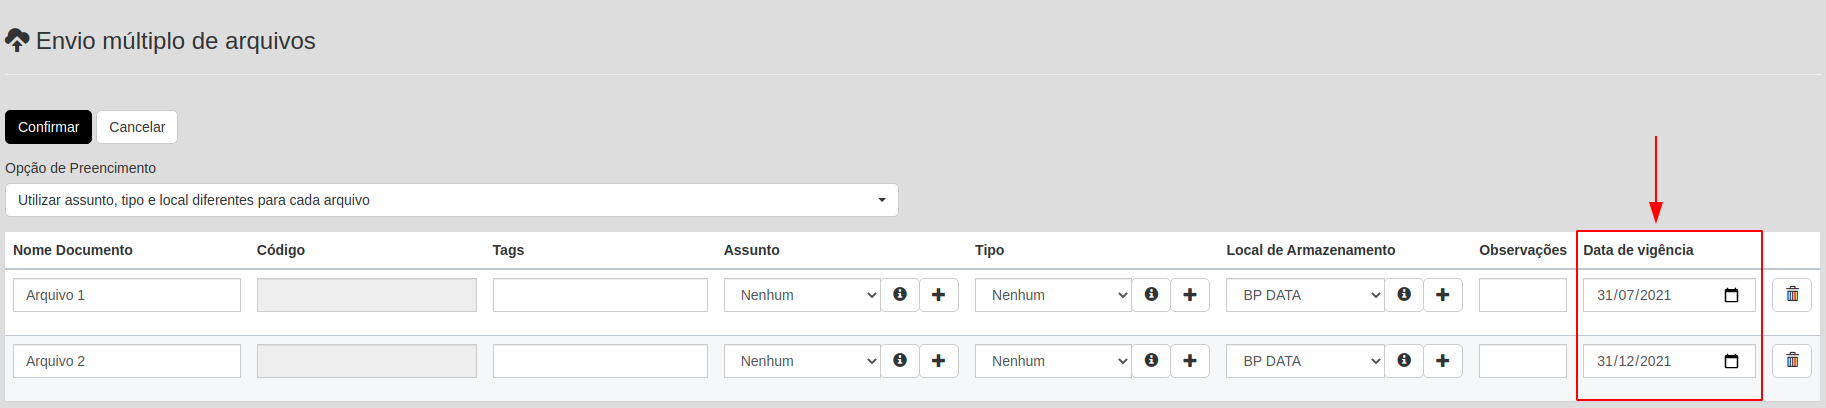 Envio múltiplo de arquivos
Confirmar Cancelar
Opção de Preencimento
Utilizar assunto, tipo e local diferentes para cada arquivo
Nome Documento Código Tags Assunto Tipo Local de Armazenamento Observações Data de vigência
Arquivo 1 Nenhum Nenhum BP DATA 31/07/2021
Arquivo 2 Nenhum Nenhum BP DATA 31/12/2021